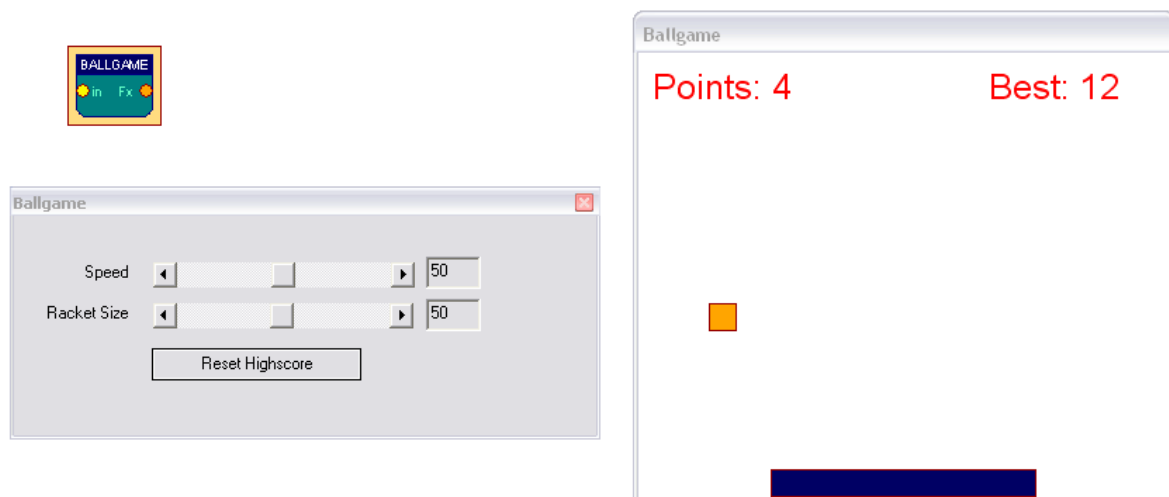 BALLGAME
in Fx
Ballgame
Speed 50
Racket Size 50
Reset Highscore
Ballgame
Points: 4 Best: 12